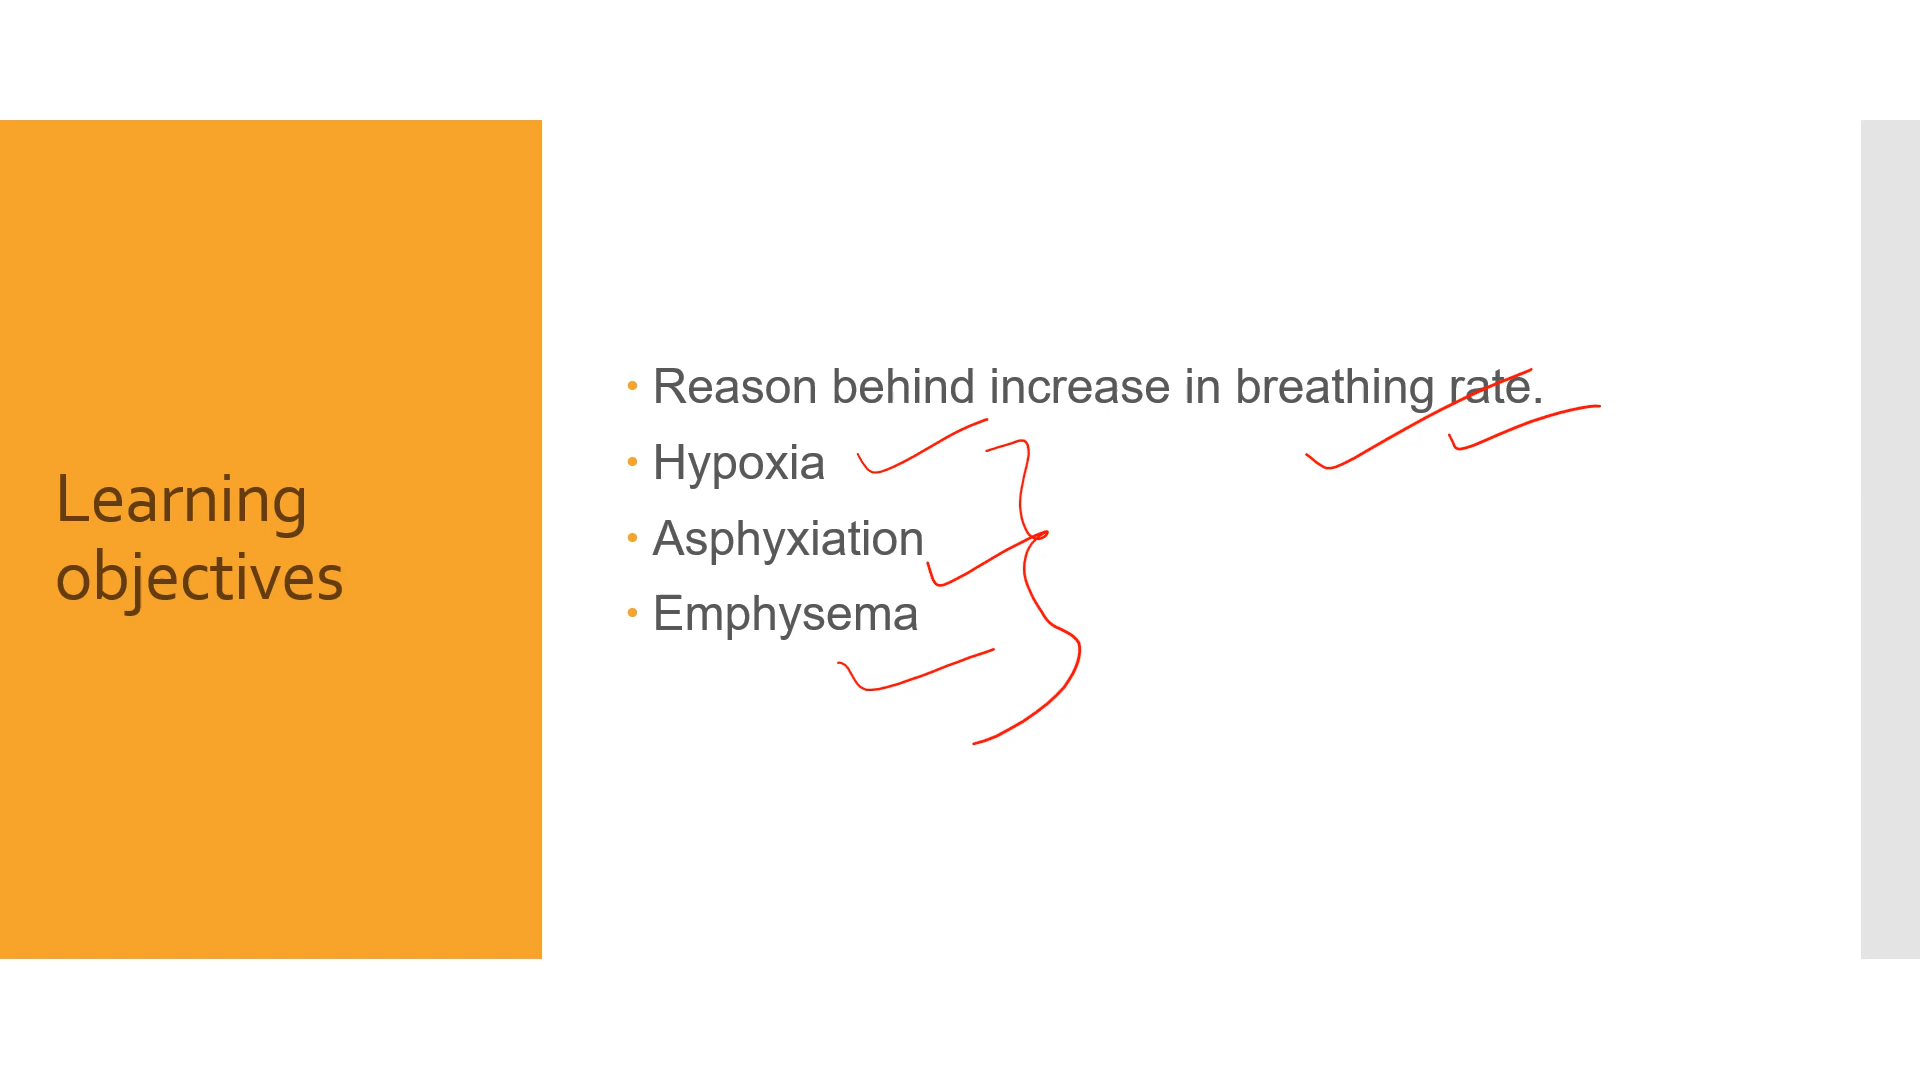 Learning
objectives
• Reason behind increase in breathing rate.
• Hypoxia
• Asphyxiation
• Emphysema